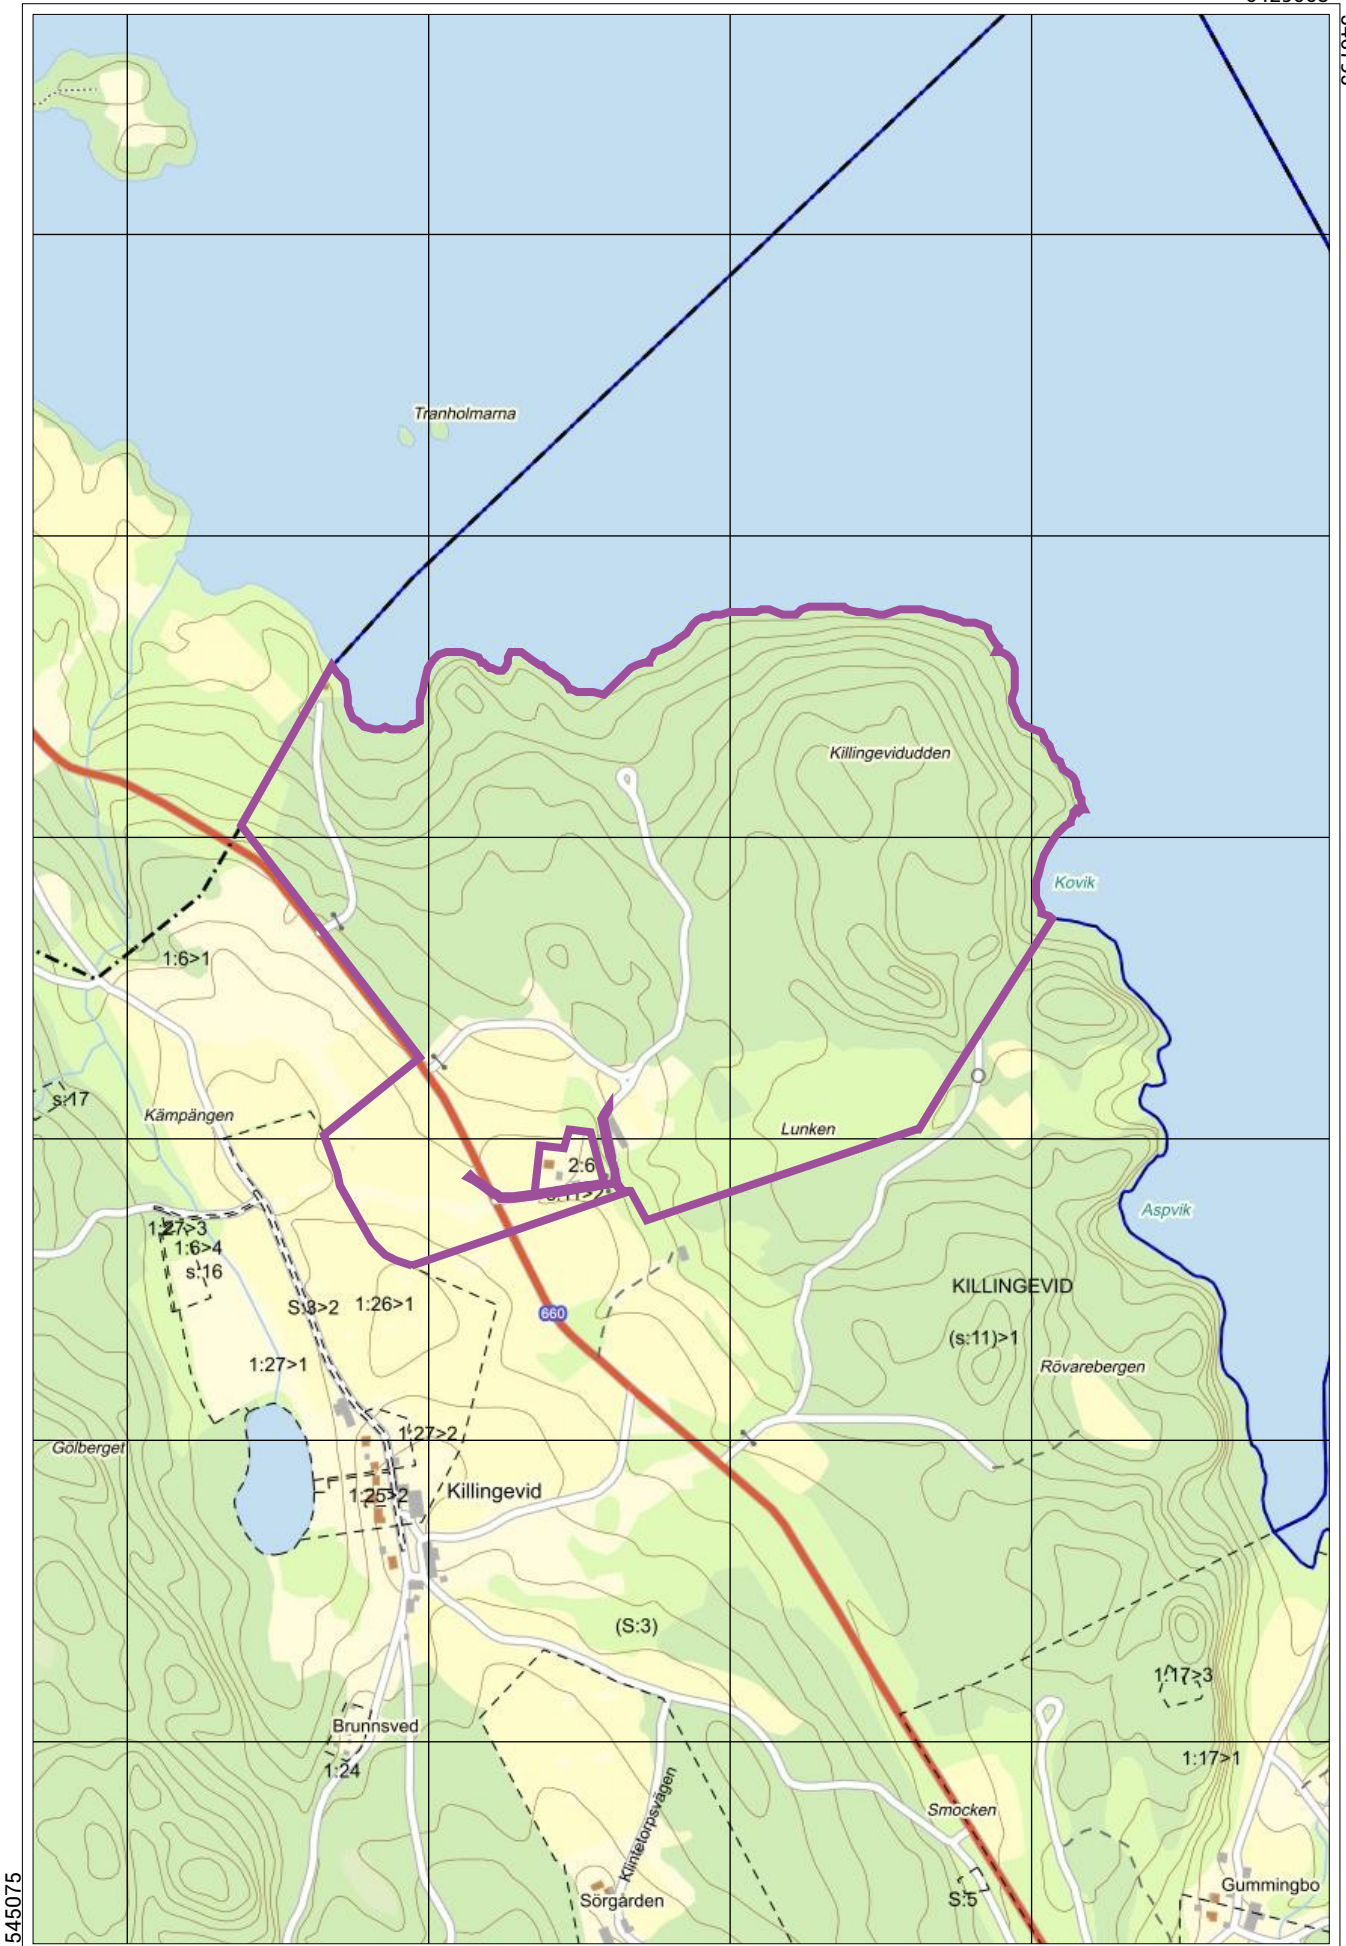 Tranholmarna
Killingevidudden
Kovik
1:6>1
s:17
Kämpängen
Lunken
2:6
Aspvik
1:27>3
1:6>4
s:16
S:3>2
1:26>1
660
KILLINGEVID
(s:11)>1
1:27>1
Rövarebergen
1:27>2
Gölberget
1:25>2
Killingevid
(S:3)
1:17>3
Brunnsved
1:24
1:17>1
Klintetorpsvägen
Smocken
Sörgården
S:5
Gummingbo
545075